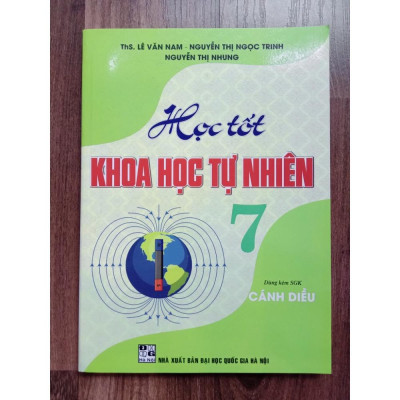 ThS. LÊ VĂN NAM - NGUYỄN THỊ NGỌC TRINH
NGUYỄN THỊ NHUNG
Học tốt
KHOA HỌC TỰ NHIÊN
7
Dùng kèm SGK
CÁNH DIỀU
NHÀ XUẤT BẢN ĐẠI HỌC QUỐC GIA HÀ NỘI